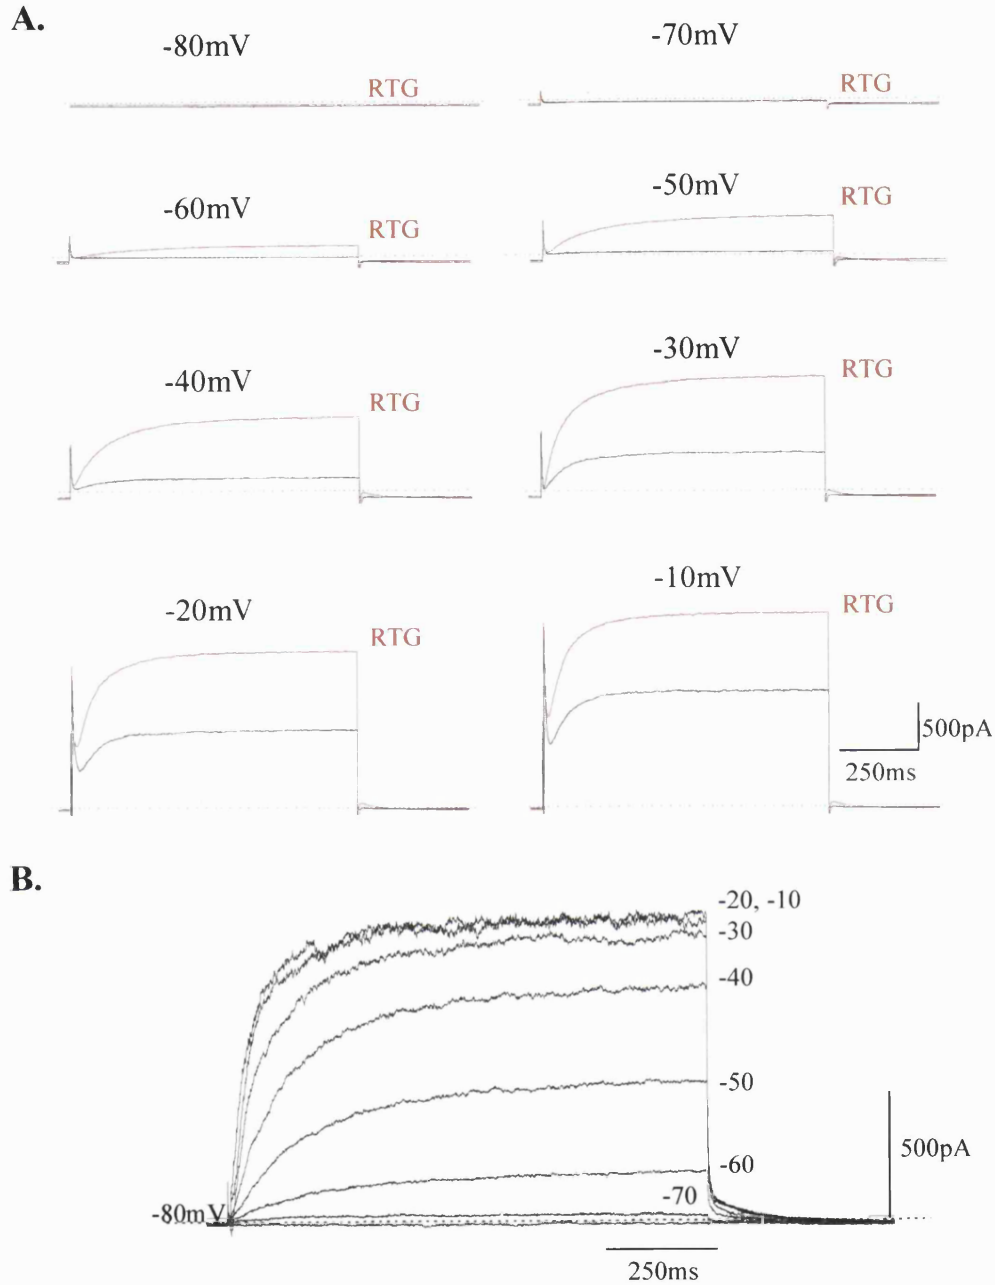 A.
-80mV
RTG
-70mV
RTG
-60mV
RTG
-50mV
RTG
-40mV
RTG
-30mV
RTG
-20mV
RTG
-10mV
RTG
500pA
250ms
B.
-20, -10
-30
-40
-50
-60
-70
-80mV
500pA
250ms